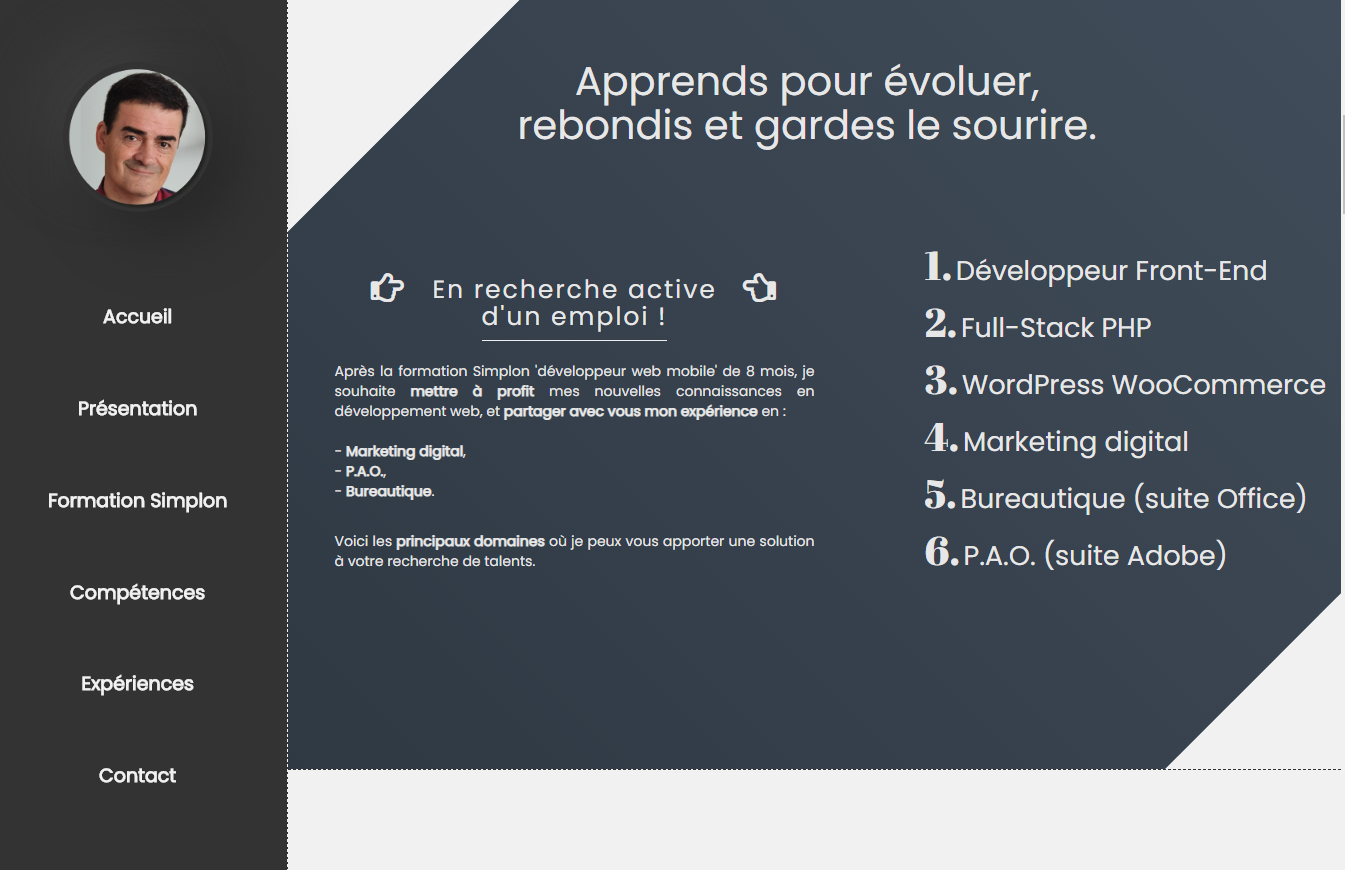 Accueil
Présentation
Formation Simplon
Compétences
Expériences
Contact
Apprends pour évoluer,
rebondis et gardes le sourire.
En recherche active
d'un emploi !
Après la formation Simplon 'développeur web mobile' de 8 mois, je
souhaite mettre à profit mes nouvelles connaissances en
développement web, et partager avec vous mon expérience en :
- Marketing digital,
- P.A.O.,
- Bureautique.
Voici les principaux domaines où je peux vous apporter une solution
à votre recherche de talents.
1. Développeur Front-End
2. Full-Stack PHP
3. WordPress WooCommerce
4. Marketing digital
5. Bureautique (suite Office)
6. P.A.O. (suite Adobe)